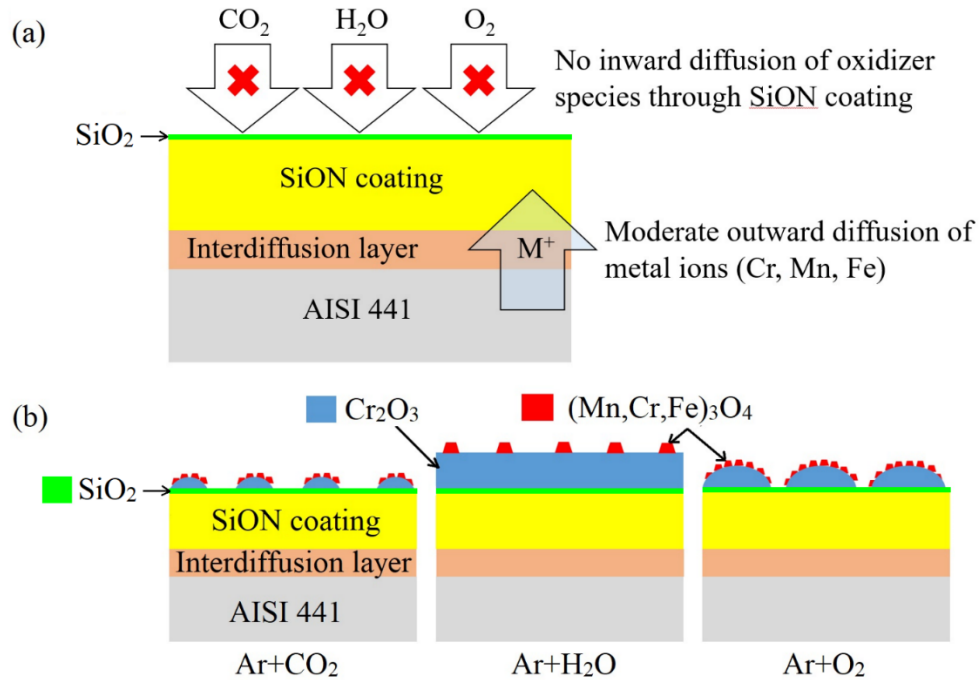 (a)
CO₂ H₂O O₂
No inward diffusion of oxidizer
species through SiON coating
SiO₂
SiON coating
Interdiffusion layer
M⁺
Moderate outward diffusion of
metal ions (Cr, Mn, Fe)
AISI 441
(b)
Cr₂O₃ (Mn,Cr,Fe)₃O₄
SiO₂
SiON coating
Interdiffusion layer
AISI 441
Ar+CO₂ Ar+H₂O Ar+O₂